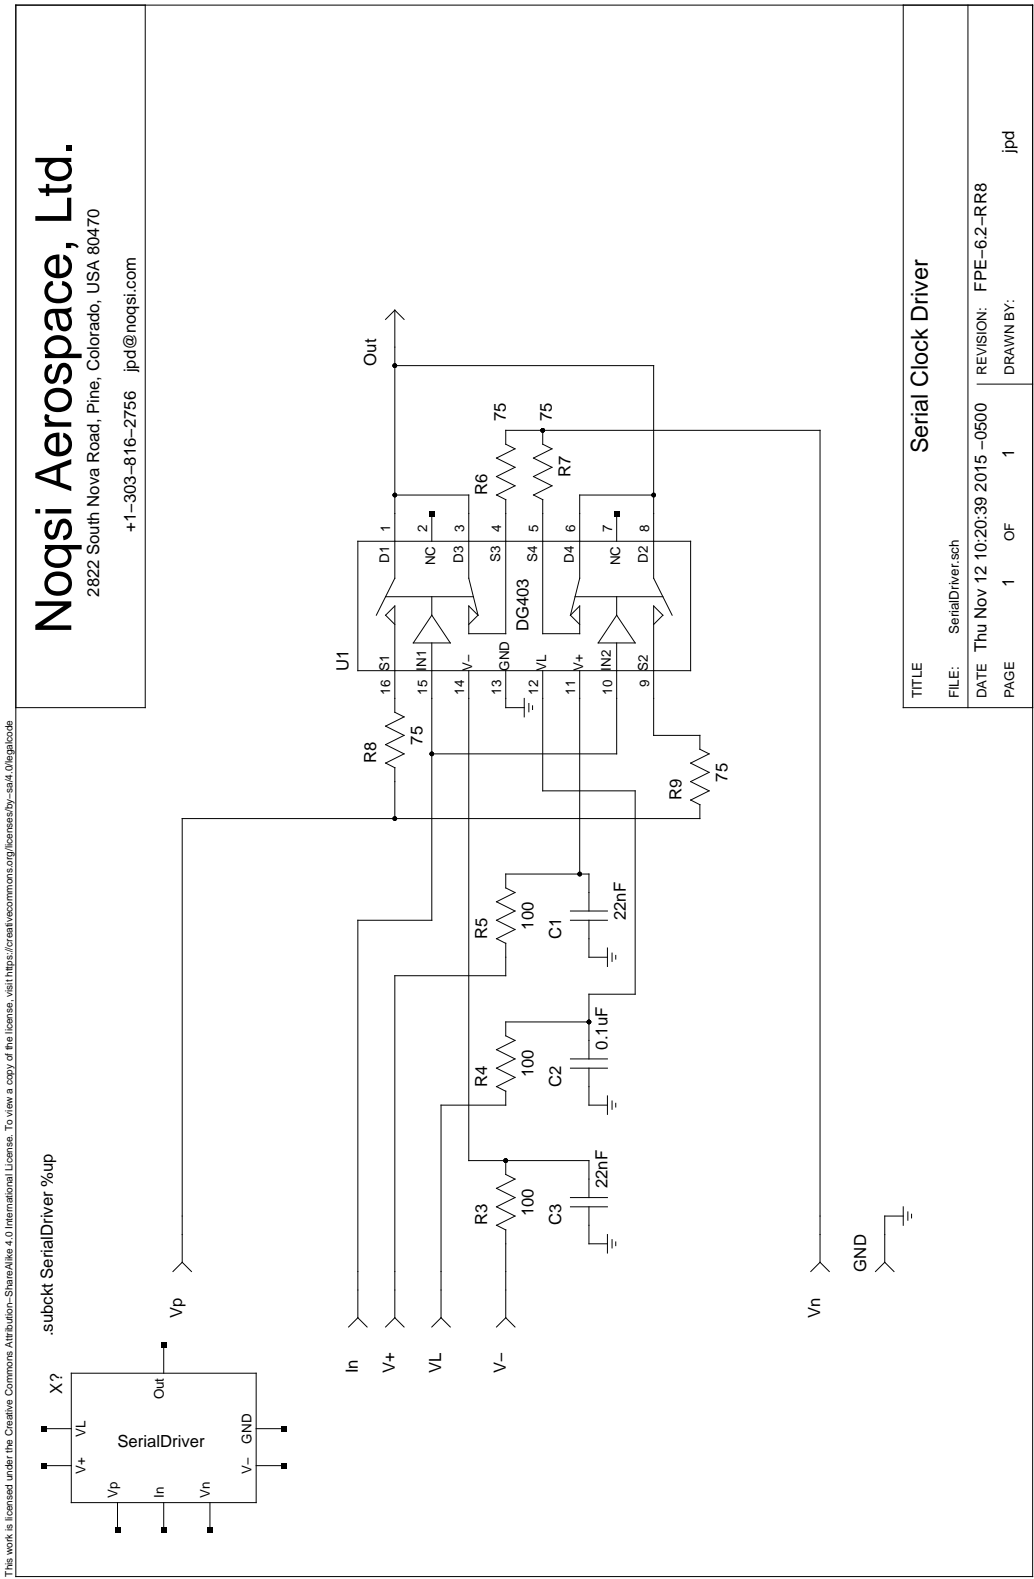 This work is licensed under the Creative Commons Attribution−ShareAlike 4.0 International License. To view a copy of the license, visit https://creativecommons.org/licenses/by−sa/4.0/legalcode
Noqsi Aerospace, Ltd.
2822 South Nova Road, Pine, Colorado, USA 80470
+1−303−816−2756 jpd@noqsi.com
.subckt SerialDriver %up
X?
V+
VL
Vp
In
Vn
Out
SerialDriver
V−
GND
Vp
In
V+
VL
V−
Vn
GND
R3
100
C3
22nF
R4
100
C2
0.1uF
R5
100
C1
22nF
R8
75
R9
75
U1
DG403
16 S1
15 IN1
14 V−
13 GND
12 VL
11 V+
10 IN2
9 S2
D1 1
NC 2
D3 3
S3 4
S4 5
D4 6
NC 7
D2 8
R6
75
R7
75
Out
TITLE
Serial Clock Driver
FILE: SerialDriver.sch
REVISION: FPE−6.2−RR8
DATE Thu Nov 12 10:20:39 2015 −0500
PAGE 1 OF 1
DRAWN BY: jpd